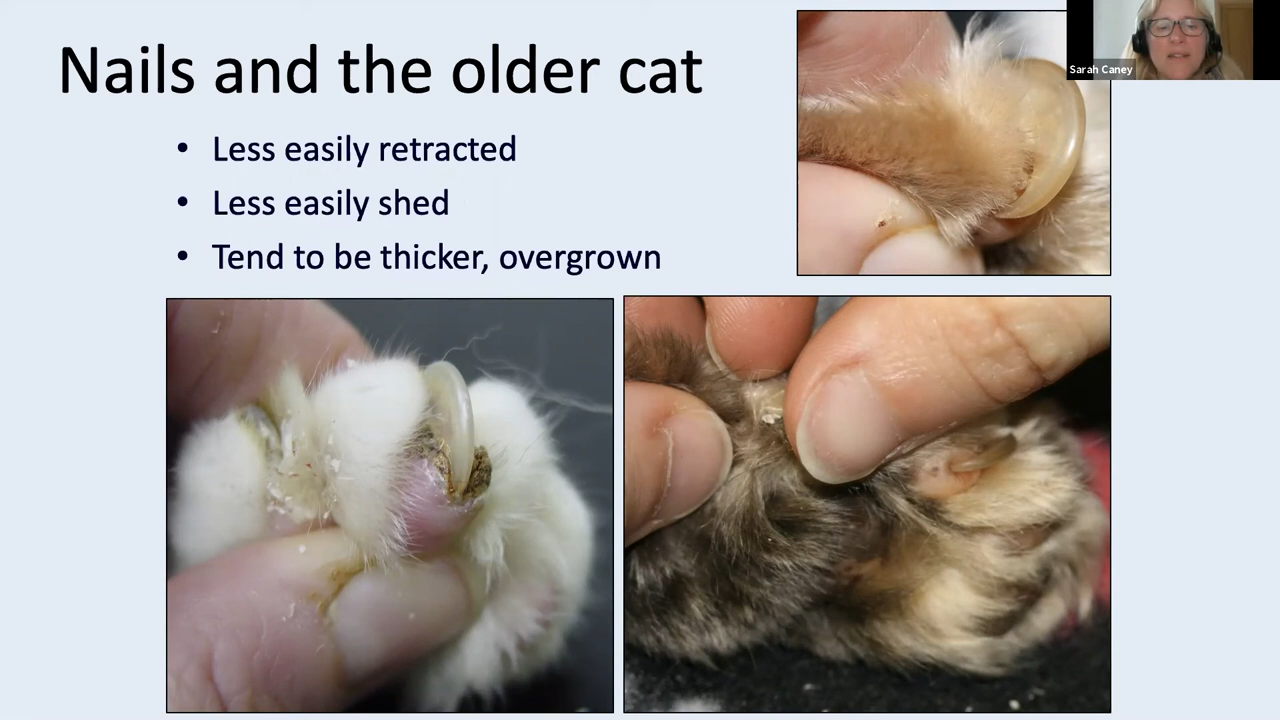 Nails and the older cat
Sarah Caney
• Less easily retracted
• Less easily shed
• Tend to be thicker, overgrown